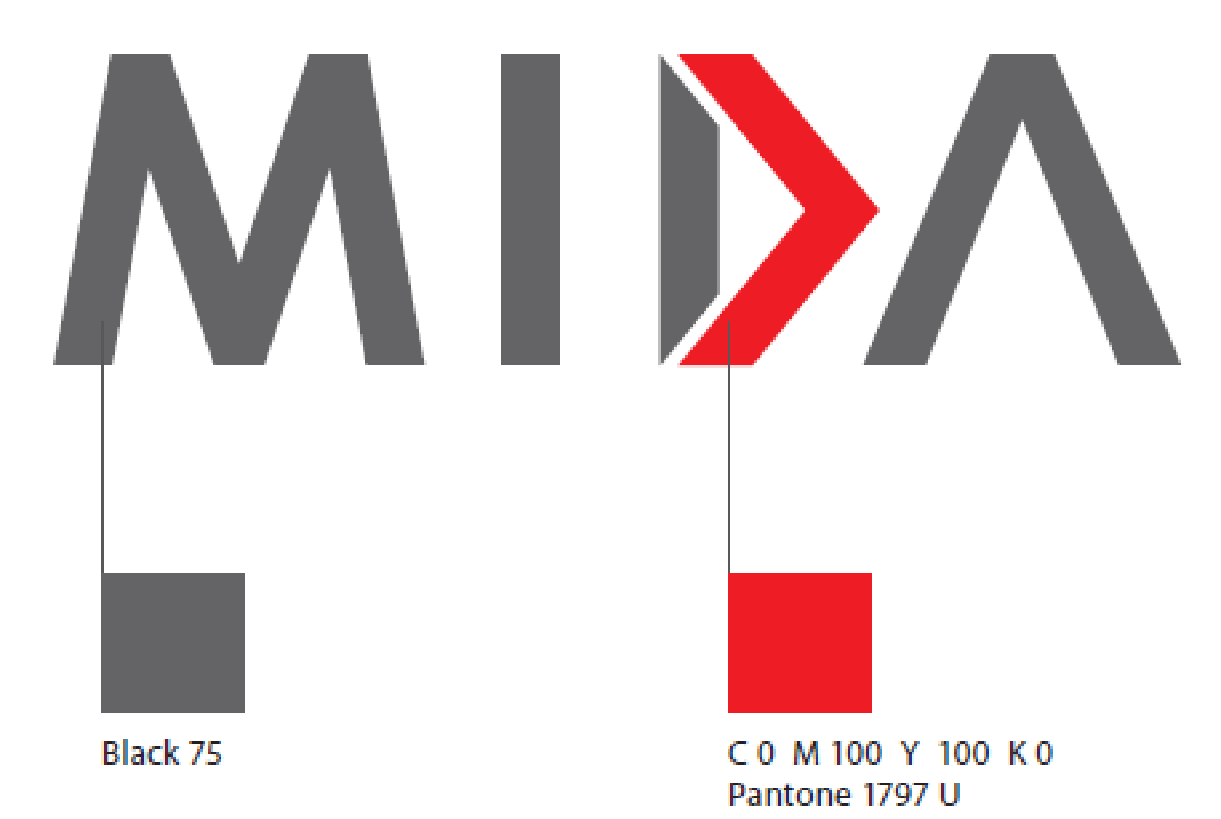 MIDA
Black 75
C 0 M 100 Y 100 K 0
Pantone 1797 U